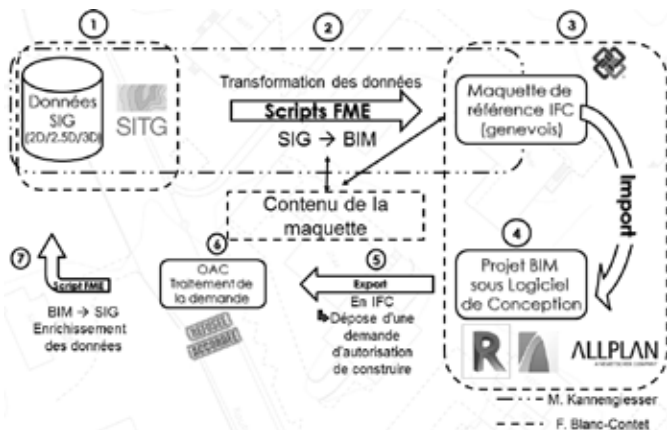 1
2
3
Données
SIG
(2D/2.5D/3D)
SITG
Transformation des données
Scripts FME
SIG → BIM
Maquette de
référence IFC
(genevois)
Import
Contenu de la
maquette
4
Projet BIM
sous Logiciel
de Conception
R
ALLPLAN
5
Export
En IFC
Dépose d'une
demande
d'autorisation
de construire
6
OAC
Traitement de
la demande
REFUSÉE
ACCORDÉE
7
Script FME
BIM → SIG
Enrichissement
des données
M. Kannengiesser
F. Blanc-Contet